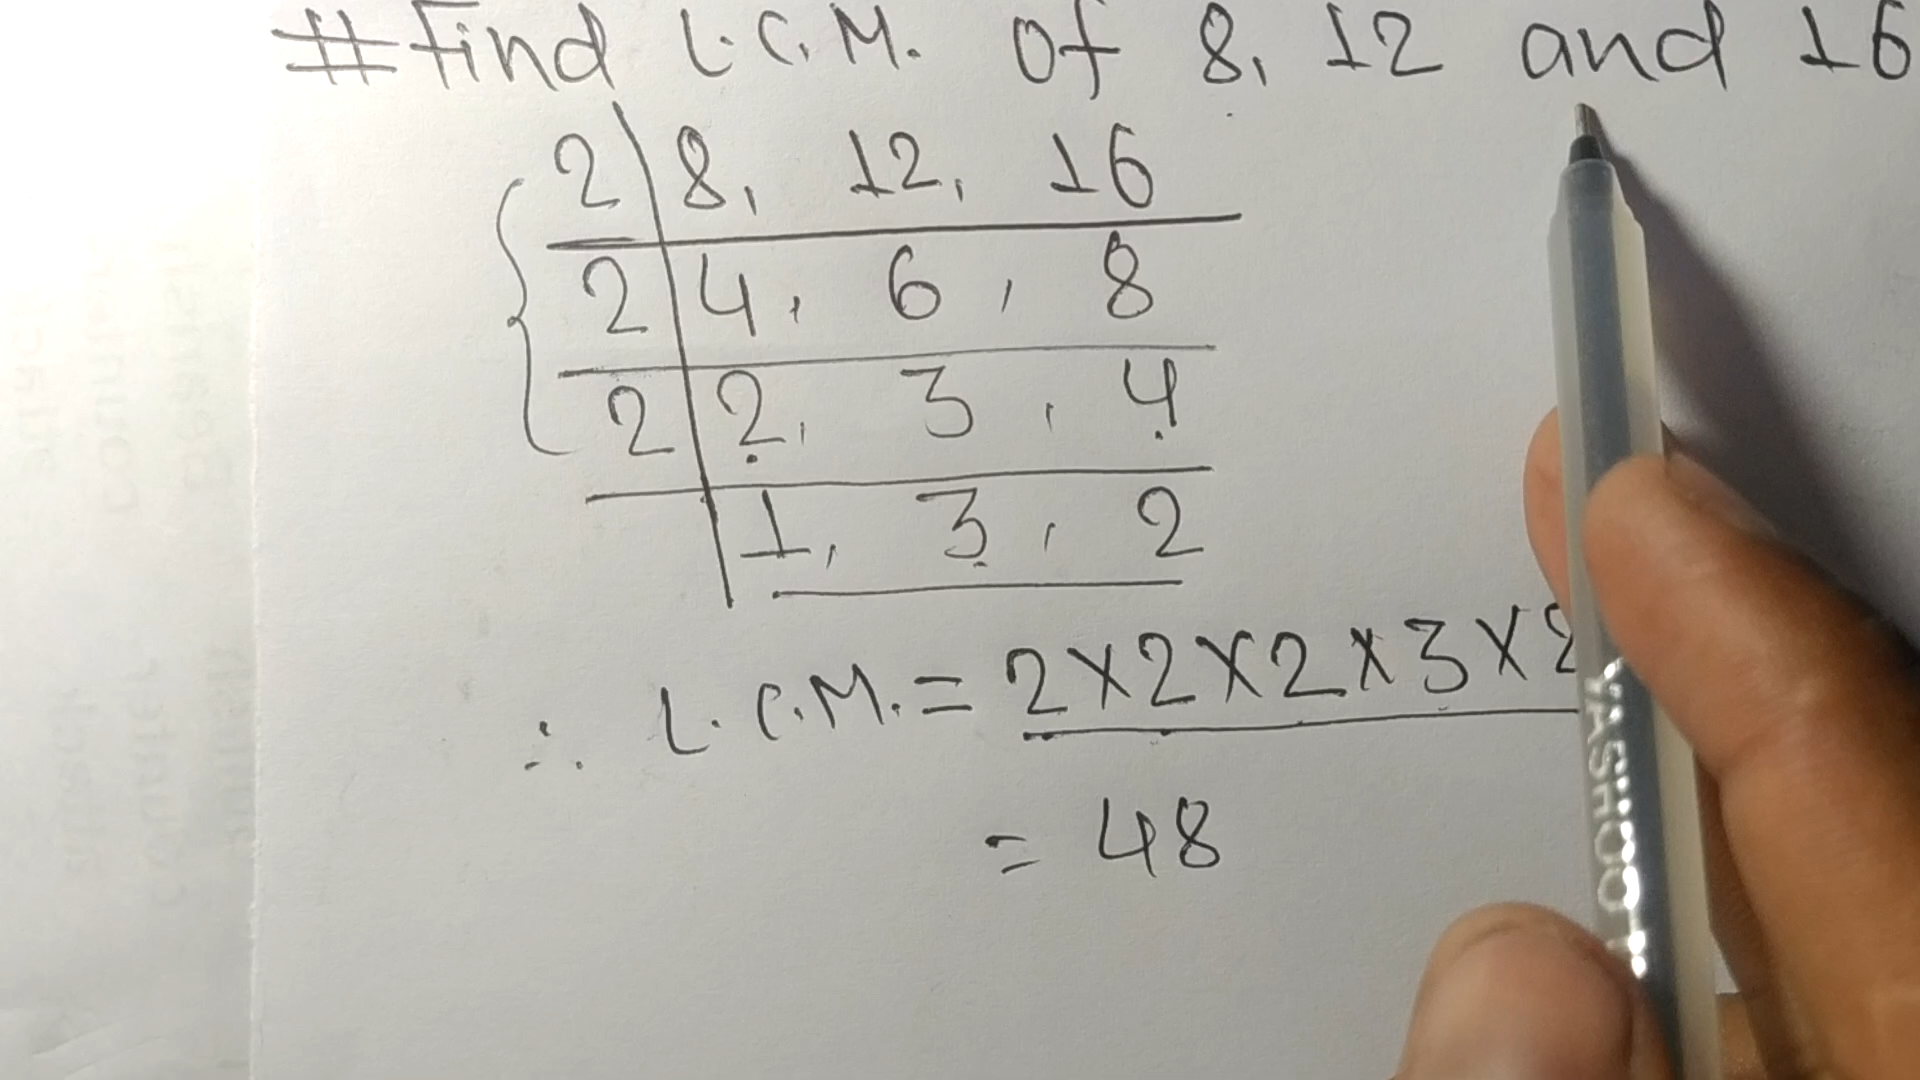 # Find L.C.M. of 8, 12 and 16
2 8, 12, 16
2 4, 6, 8
2 2, 3, 4
1, 3, 2
∴ L.C.M. = 2 × 2 × 2 × 3 × 2
= 48